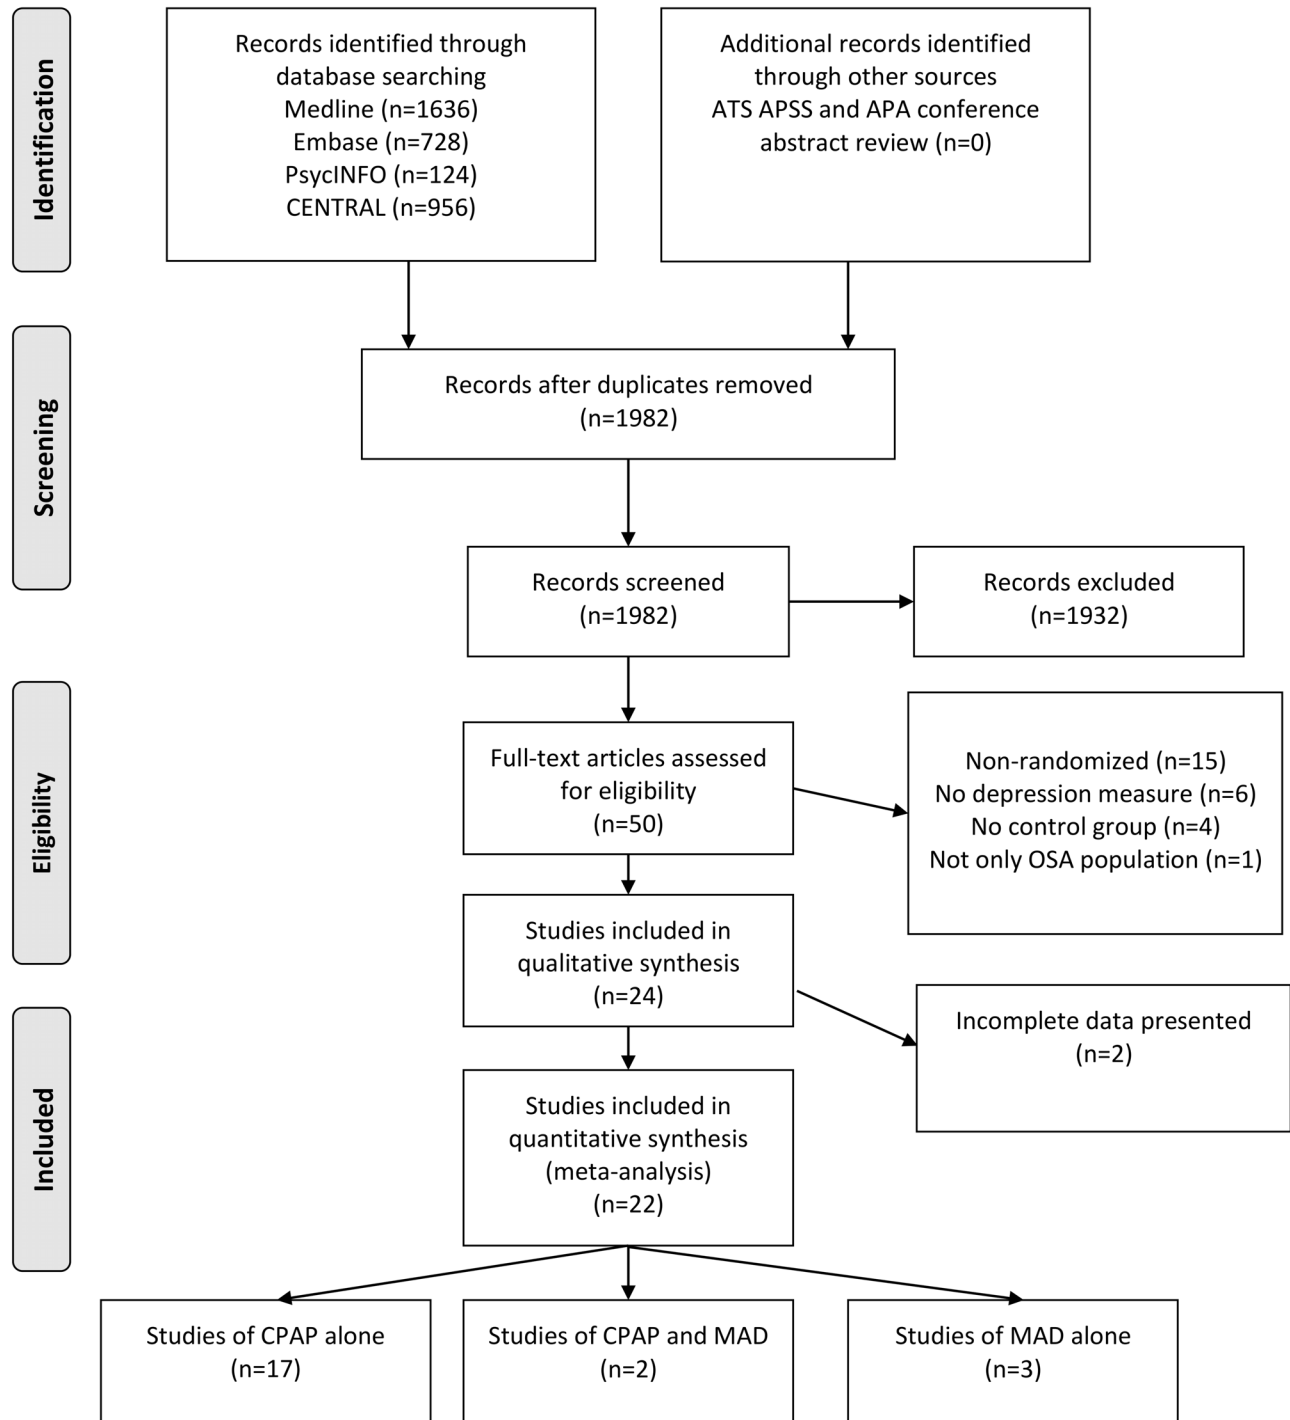 Identification
Records identified through
database searching
Medline (n=1636)
Embase (n=728)
PsycINFO (n=124)
CENTRAL (n=956)
Additional records identified
through other sources
ATS APSS and APA conference
abstract review (n=0)
Screening
Records after duplicates removed
(n=1982)
Records screened
(n=1982)
Records excluded
(n=1932)
Eligibility
Full-text articles assessed
for eligibility
(n=50)
Non-randomized (n=15)
No depression measure (n=6)
No control group (n=4)
Not only OSA population (n=1)
Studies included in
qualitative synthesis
(n=24)
Incomplete data presented
(n=2)
Included
Studies included in
quantitative synthesis
(meta-analysis)
(n=22)
Studies of CPAP alone
(n=17)
Studies of CPAP and MAD
(n=2)
Studies of MAD alone
(n=3)